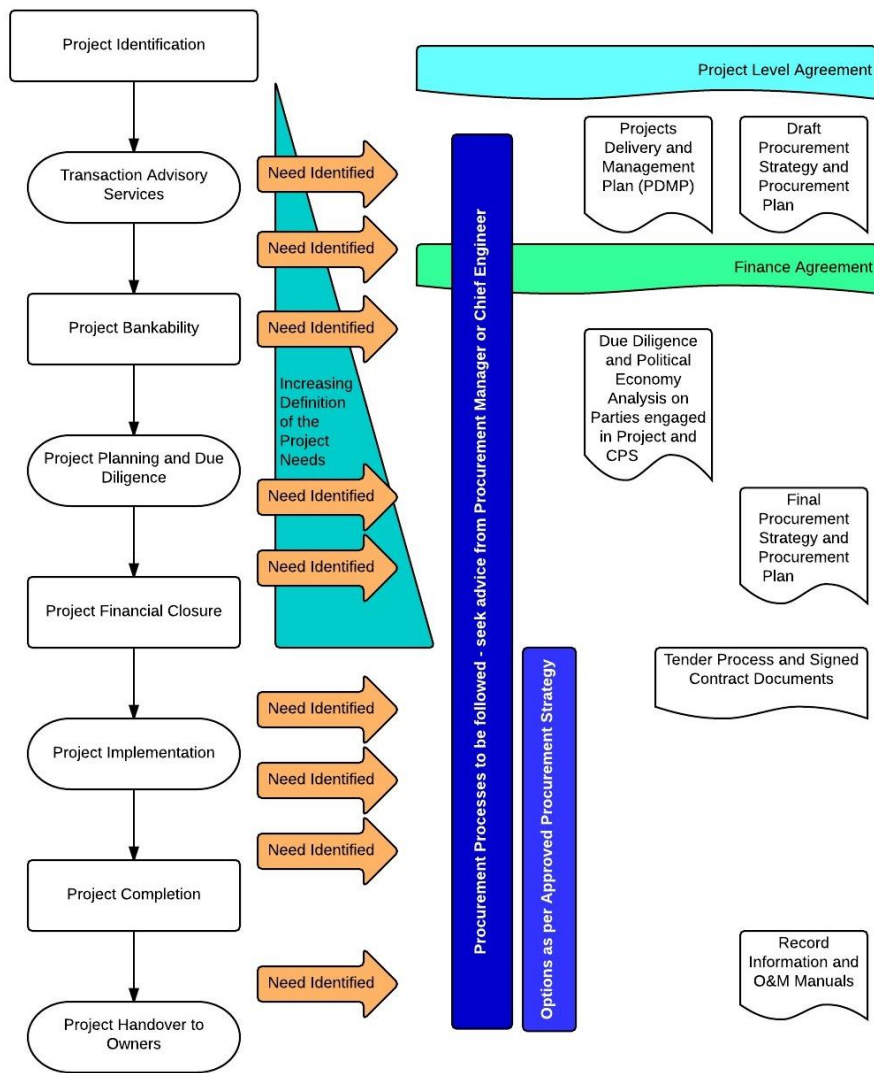 Project Identification
Project Level Agreement
Projects
Delivery and
Management
Plan (PDMP)
Draft
Procurement
Strategy and
Procurement
Plan
Transaction Advisory
Services
Need Identified
Need Identified
Finance Agreement
Project Bankability
Need Identified
Increasing
Definition
of the
Project
Needs
Due Diligence
and Political
Economy
Analysis on
Parties engaged
in Project and
CPS
Project Planning and Due
Diligence
Need Identified
Final
Procurement
Strategy and
Procurement
Plan
Need Identified
Project Financial Closure
Procurement Processes to be followed - seek advice from Procurement Manager or Chief Engineer
Options as per Approved Procurement Strategy
Tender Process and Signed
Contract Documents
Need Identified
Project Implementation
Need Identified
Need Identified
Project Completion
Need Identified
Record
Information and
O&M Manuals
Project Handover to
Owners